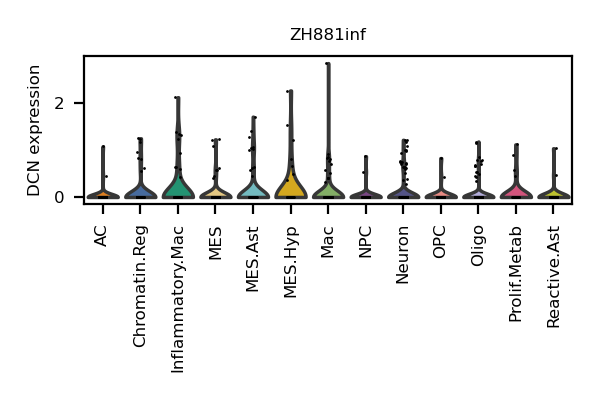 ZH881inf
DCN expression
2
0
AC
Chromatin.Reg
Inflammatory.Mac
MES
MES.Ast
MES.Hyp
Mac
NPC
Neuron
OPC
Oligo
Prolif.Metab
Reactive.Ast